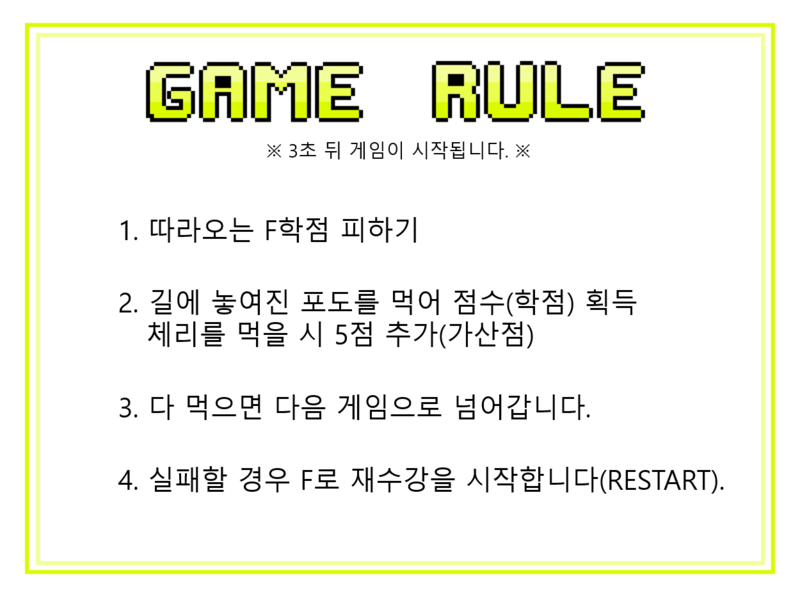 GAME RULE
※ 3초 뒤 게임이 시작됩니다. ※
1. 따라오는 F학점 피하기
2. 길에 놓여진 포도를 먹어 점수(학점) 획득
체리를 먹을 시 5점 추가(가산점)
3. 다 먹으면 다음 게임으로 넘어갑니다.
4. 실패할 경우 F로 재수강을 시작합니다(RESTART).